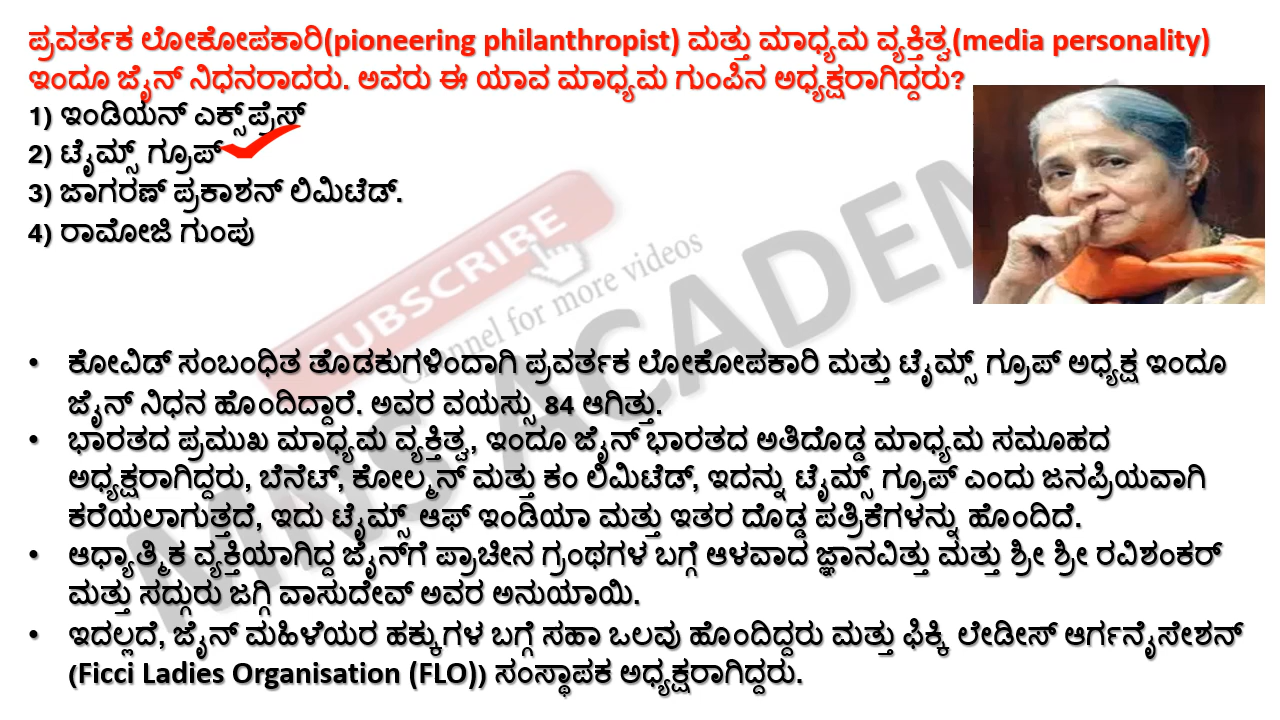 ಪ್ರವರ್ತಕ ಲೋಕೋಪಕಾರಿ(pioneering philanthropist) ಮತ್ತು ಮಾಧ್ಯಮ ವ್ಯಕ್ತಿತ್ವ(media personality)
ಇಂದೂ ಜೈನ್ ನಿಧನರಾದರು. ಅವರು ಈ ಯಾವ ಮಾಧ್ಯಮ ಗುಂಪಿನ ಅಧ್ಯಕ್ಷರಾಗಿದ್ದರು?
1) ಇಂಡಿಯನ್ ಎಕ್ಸ್‌ಪ್ರೆಸ್
2) ಟೈಮ್ಸ್ ಗ್ರೂಪ್
3) ಜಾಗರಣ್ ಪ್ರಕಾಶನ್ ಲಿಮಿಟೆಡ್.
4) ರಾಮೋಜಿ ಗುಂಪು
SUBSCRIBE
Channel for more videos
MNS ACADEM
• ಕೋವಿಡ್ ಸಂಬಂಧಿತ ತೊಡಕುಗಳಿಂದಾಗಿ ಪ್ರವರ್ತಕ ಲೋಕೋಪಕಾರಿ ಮತ್ತು ಟೈಮ್ಸ್ ಗ್ರೂಪ್ ಅಧ್ಯಕ್ಷ ಇಂದೂ
ಜೈನ್ ನಿಧನ ಹೊಂದಿದ್ದಾರೆ. ಅವರ ವಯಸ್ಸು 84 ಆಗಿತ್ತು.
• ಭಾರತದ ಪ್ರಮುಖ ಮಾಧ್ಯಮ ವ್ಯಕ್ತಿತ್ವ, ಇಂದೂ ಜೈನ್ ಭಾರತದ ಅತಿದೊಡ್ಡ ಮಾಧ್ಯಮ ಸಮೂಹದ
ಅಧ್ಯಕ್ಷರಾಗಿದ್ದರು, ಬೆನೆಟ್, ಕೋಲ್ಮನ್ ಮತ್ತು ಕಂ ಲಿಮಿಟೆಡ್, ಇದನ್ನು ಟೈಮ್ಸ್ ಗ್ರೂಪ್ ಎಂದು ಜನಪ್ರಿಯವಾಗಿ
ಕರೆಯಲಾಗುತ್ತದೆ, ಇದು ಟೈಮ್ಸ್ ಆಫ್ ಇಂಡಿಯಾ ಮತ್ತು ಇತರ ದೊಡ್ಡ ಪತ್ರಿಕೆಗಳನ್ನು ಹೊಂದಿದೆ.
• ಆಧ್ಯಾತ್ಮಿಕ ವ್ಯಕ್ತಿಯಾಗಿದ್ದ ಜೈನ್‌ಗೆ ಪ್ರಾಚೀನ ಗ್ರಂಥಗಳ ಬಗ್ಗೆ ಆಳವಾದ ಜ್ಞಾನವಿತ್ತು ಮತ್ತು ಶ್ರೀ ಶ್ರೀ ರವಿಶಂಕರ್
ಮತ್ತು ಸದ್ಗುರು ಜಗ್ಗಿ ವಾಸುದೇವ್ ಅವರ ಅನುಯಾಯಿ.
• ಇದಲ್ಲದೆ, ಜೈನ್ ಮಹಿಳೆಯರ ಹಕ್ಕುಗಳ ಬಗ್ಗೆ ಸಹಾ ಒಲವು ಹೊಂದಿದ್ದರು ಮತ್ತು ಫಿಕ್ಕಿ ಲೇಡೀಸ್ ಆರ್ಗನೈಸೇಶನ್
(Ficci Ladies Organisation (FLO)) ಸಂಸ್ಥಾಪಕ ಅಧ್ಯಕ್ಷರಾಗಿದ್ದರು.